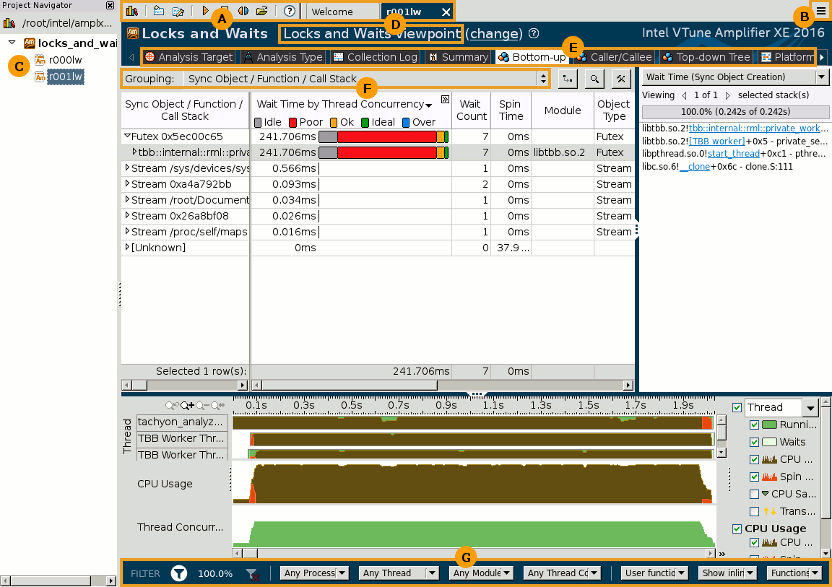 Project Navigator
/root/intel/amplx...
locks_and_wai
r000lw
r001lw
A
B
C
D
E
F
G
Welcome
r001lw
Locks and Waits
Locks and Waits viewpoint (change)
Intel VTune Amplifier XE 2016
Analysis Target
Analysis Type
Collection Log
Summary
Bottom-up
Caller/Callee
Top-down Tree
Platform
Grouping: Sync Object / Function / Call Stack
Sync Object / Function / Call Stack
Wait Time by Thread Concurrency
Idle Poor Ok Ideal Over
Wait Count
Spin Time
Module
Object Type
Futex 0x5ec00c65 241.706ms 7 0ms Futex
tbb::internal::rml::priva 241.706ms 7 0ms libtbb.so.2 Futex
Stream /sys/devices/sys 0.566ms 1 0ms Stream
Stream 0xa4a792bb 0.093ms 2 0ms Stream
Stream /root/Document 0.034ms 1 0ms Stream
Stream 0x26a8bf08 0.026ms 1 0ms Stream
Stream /proc/self/maps 0.016ms 1 0ms Stream
[Unknown] 0ms 0 37.9 ...
Selected 1 row(s): 241.706ms 7 0ms
Wait Time (Sync Object Creation)
Viewing 1 of 1 selected stack(s)
100.0% (0.242s of 0.242s)
libtbb.so.2!tbb::internal::rml::private_work...
libtbb.so.2![TBB worker]+0x5 - private_se...
libpthread.so.0!start_thread+0xc1 - pthre...
libc.so.6!__clone+0x6c - clone.S:111
0.1s 0.3s 0.5s 0.7s 0.9s 1.1s 1.3s 1.5s 1.7s 1.9s
Thread
tachyon_analyz...
TBB Worker Thr...
TBB Worker Thr...
CPU Usage
Thread Concurr...
Thread
Runni...
Waits
CPU ...
Spin ...
CPU Sa...
Trans...
CPU Usage
CPU ...
FILTER 100.0% Any Process Any Thread Any Module Any Thread Co User functio Show inlin Functions